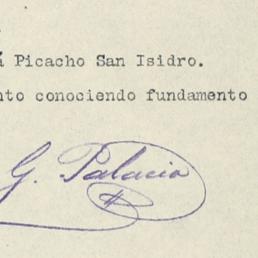 Picacho San Isidro.
nto conociendo fundamento
G. Palacio